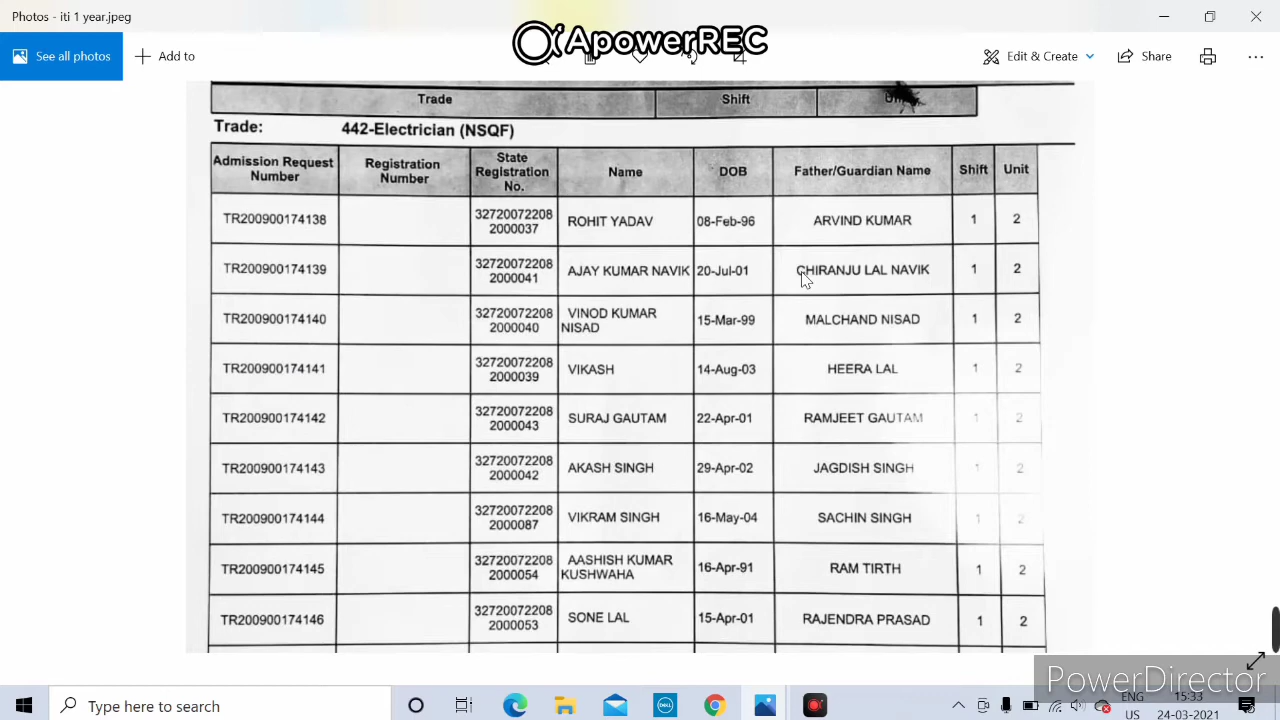 Photos - iti 1 year.jpeg
ApowerREC
See all photos
Add to
Edit & Create
Share
Trade Shift
Trade: 442-Electrician (NSQF)
Admission Request Number Registration Number State Registration No. Name DOB Father/Guardian Name Shift Unit
TR200900174138 32720072208 2000037 ROHIT YADAV 08-Feb-96 ARVIND KUMAR 1 2
TR200900174139 32720072208 2000041 AJAY KUMAR NAVIK 20-Jul-01 CHIRANJU LAL NAVIK 1 2
TR200900174140 32720072208 2000040 VINOD KUMAR NISAD 15-Mar-99 MALCHAND NISAD 1 2
TR200900174141 32720072208 2000039 VIKASH 14-Aug-03 HEERA LAL 1 2
TR200900174142 32720072208 2000043 SURAJ GAUTAM 22-Apr-01 RAMJEET GAUTAM 1 2
TR200900174143 32720072208 2000042 AKASH SINGH 29-Apr-02 JAGDISH SINGH 1 2
TR200900174144 32720072208 2000087 VIKRAM SINGH 16-May-04 SACHIN SINGH 1 2
TR200900174145 32720072208 2000054 AASHISH KUMAR KUSHWAHA 16-Apr-91 RAM TIRTH 1 2
TR200900174146 32720072208 2000053 SONE LAL 15-Apr-01 RAJENDRA PRASAD 1 2
PowerDirector
Type here to search
DELL
ENG
US
15:33
24-03-2021